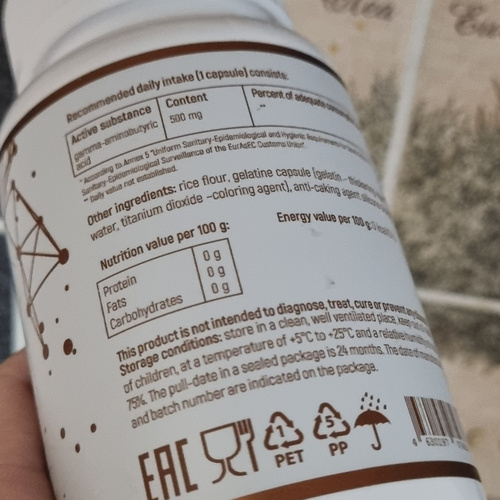 Recommended daily intake (1 capsule) consists:
Active substance Content Percent of adequate
gamma-aminobutyric acid 500 mg -**
* According to Annex 5 "Uniform Sanitary-Epidemiological and Hygienic Requirements
Sanitary-Epidemiological Surveillance of the EurAsEC Customs Union".
** Daily value not established.
Other ingredients: rice flour, gelatine capsule (gelatin -
water, titanium dioxide -coloring agent), anti-caking agent
Nutrition value per 100 g:
Energy value per 100 g:
Protein 0 g
Fats 0 g
Carbohydrates 0 g
This product is not intended to diagnose, treat, cure or prevent
Storage conditions: store in a clean, well ventilated place, keep
of children, at a temperature of +5°C to +25°C and a relative
75%. The pull-date in a sealed package is 24 months. The date of
and batch number are indicated on the package.
EAC
1
PET
5
PP